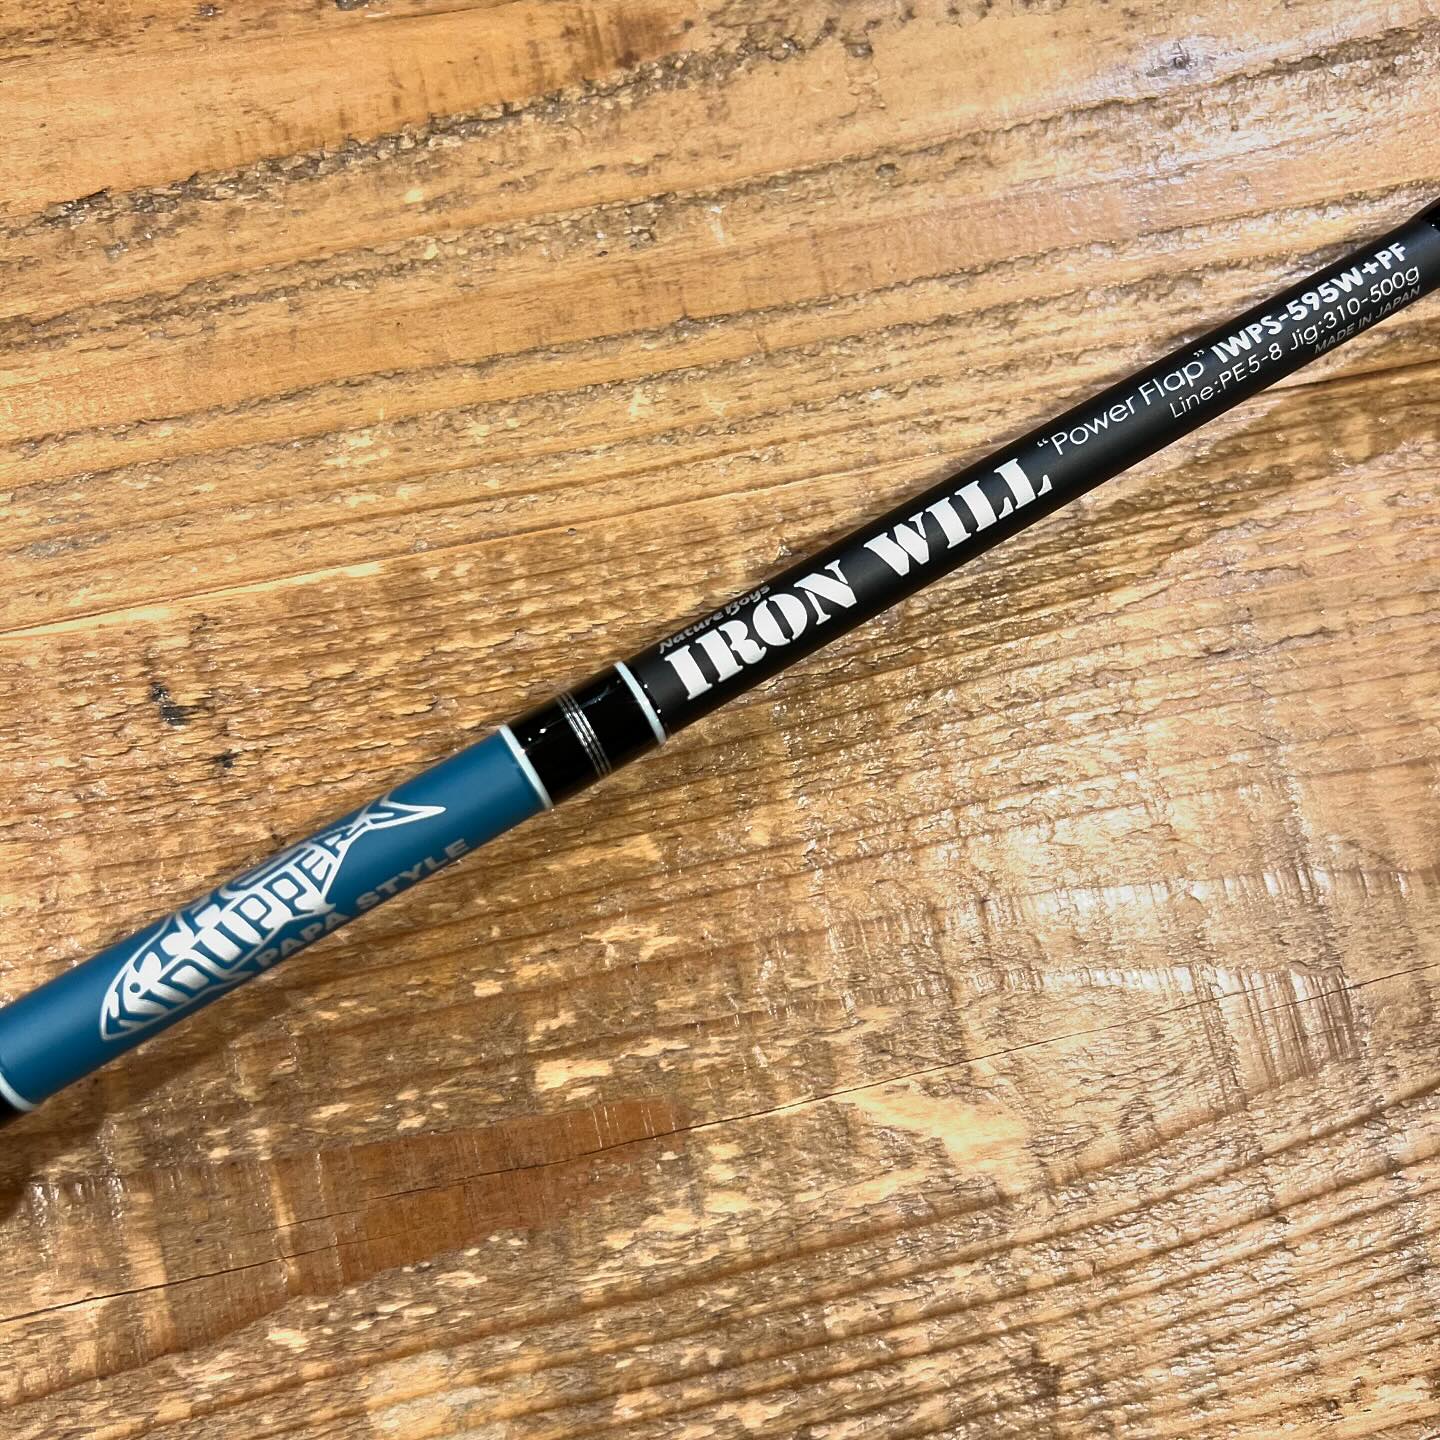 Nature Boys
IRON WILL "Power Flap" IWPS-595W+PF
Line:PE5-8 Jig:310-500g
MADE IN JAPAN
PAPA STYLE